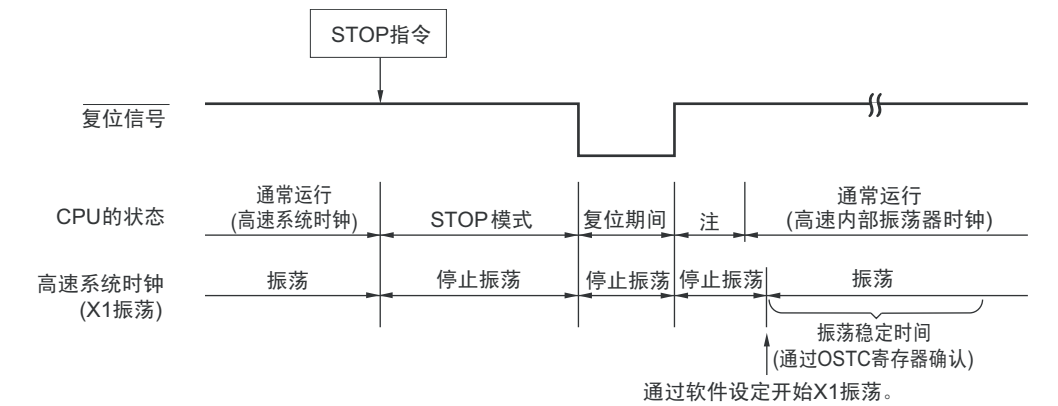 STOP指令
复位信号
CPU的状态
通常运行
(高速系统时钟)
STOP模式
复位期间
注
通常运行
(高速内部振荡器时钟)
高速系统时钟
(X1振荡)
振荡
停止振荡
停止振荡
停止振荡
振荡
振荡稳定时间
(通过OSTC寄存器确认)
通过软件设定开始X1振荡。